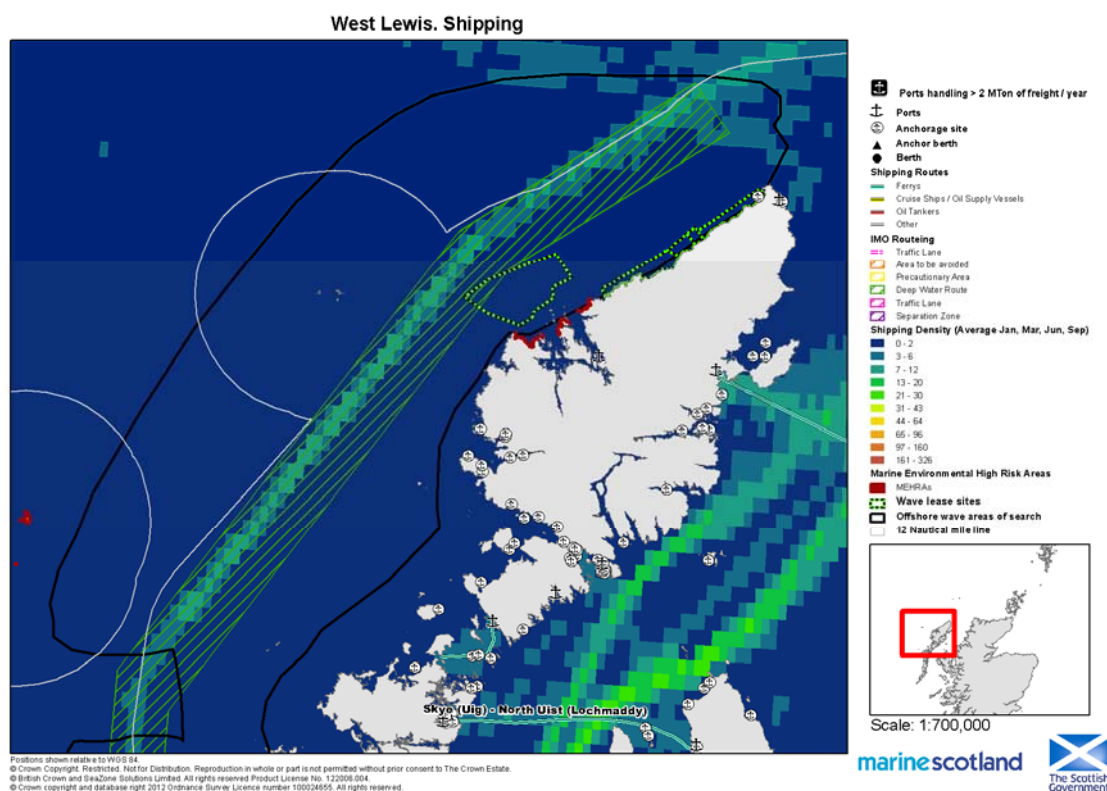 West Lewis. Shipping
Ports handling > 2 MTon of freight / year
Ports
Anchorage site
Anchor berth
Berth
Shipping Routes
Ferrys
Cruise Ships / Oil Supply Vessels
Oil Tankers
Other
IMO Routeing
Traffic Lane
Area to be avoided
Precautionary Area
Deep Water Route
Traffic Lane
Separation Zone
Shipping Density (Average Jan, Mar, Jun, Sep)
0 - 2
3 - 6
7 - 12
13 - 20
21 - 30
31 - 43
44 - 64
65 - 96
97 - 160
161 - 326
Marine Environmental High Risk Areas
MEHRAs
Wave lease sites
Offshore wave areas of search
12 Nautical mile line
Skye (Uig) - North Uist (Lochmaddy)
Scale: 1:700,000
marinescotland
The Scottish
Government
Positions shown relative to WGS 84.
© Crown Copyright. Restricted. Not for Distribution. Reproduction in whole or part is not permitted without prior consent to The Crown Estate.
© British Crown and SeaZone Solutions Limited. All rights reserved Product License No. 122006.004.
© Crown copyright and database right 2012 Ordnance Survey Licence number 100024655. All rights reserved.